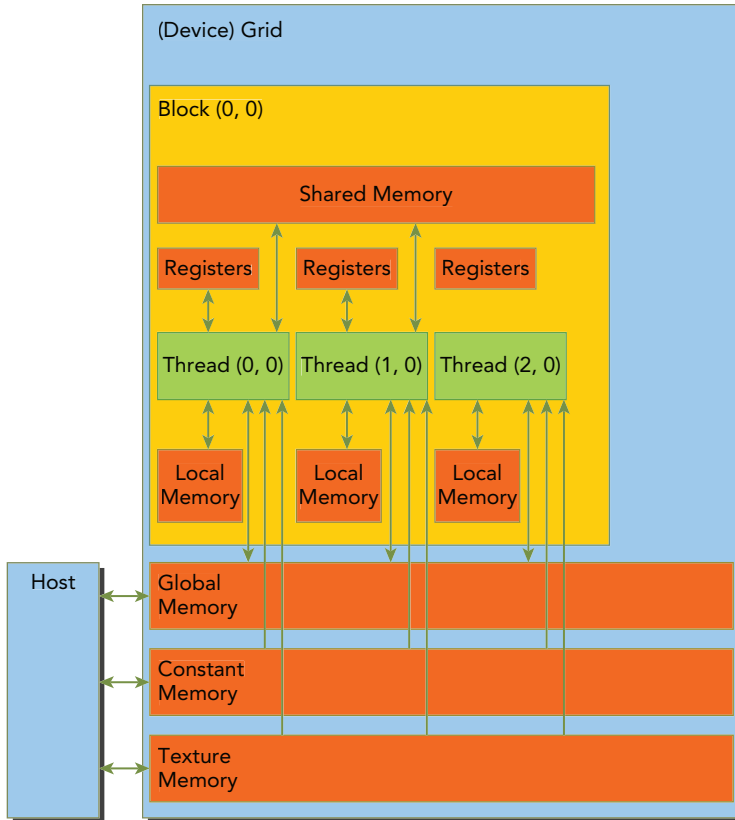 (Device) Grid
Block (0, 0)
Shared Memory
Registers
Registers
Registers
Thread (0, 0)
Thread (1, 0)
Thread (2, 0)
Local
Memory
Local
Memory
Local
Memory
Host
Global
Memory
Constant
Memory
Texture
Memory